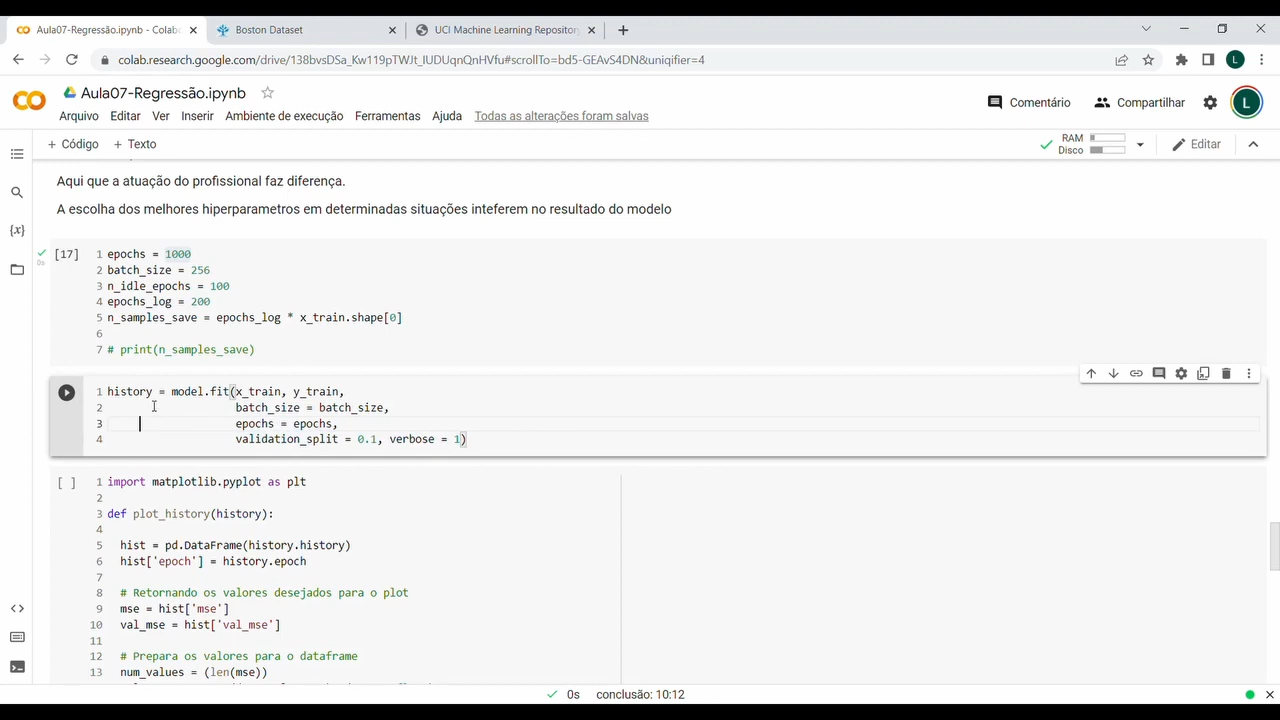 Aula07-Regressão.ipynb - Colab
Boston Dataset
UCI Machine Learning Repository
colab.research.google.com/drive/138bvsDSa_Kw119pTWJt_IUDUqnQnHVfu#scrollTo=bd5-GEAvS4DN&uniqifier=4
L
Aula07-Regressão.ipynb
Comentário
Compartilhar
L
Arquivo Editar Ver Inserir Ambiente de execução Ferramentas Ajuda Todas as alterações foram salvas
+ Código + Texto
RAM
Disco
Editar
Aqui que a atuação do profissional faz diferença.
A escolha dos melhores hiperparametros em determinadas situações inteferem no resultado do modelo
[17] 1 epochs = 1000
0s
2 batch_size = 256
3 n_idle_epochs = 100
4 epochs_log = 200
5 n_samples_save = epochs_log * x_train.shape[0]
6
7 # print(n_samples_save)
1 history = model.fit(x_train, y_train,
2 batch_size = batch_size,
3 epochs = epochs,
4 validation_split = 0.1, verbose = 1)
[ ] 1 import matplotlib.pyplot as plt
2
3 def plot_history(history):
4
5 hist = pd.DataFrame(history.history)
6 hist['epoch'] = history.epoch
7
8 # Retornando os valores desejados para o plot
9 mse = hist['mse']
10 val_mse = hist['val_mse']
11
12 # Prepara os valores para o dataframe
13 num_values = (len(mse))
0s conclusão: 10:12